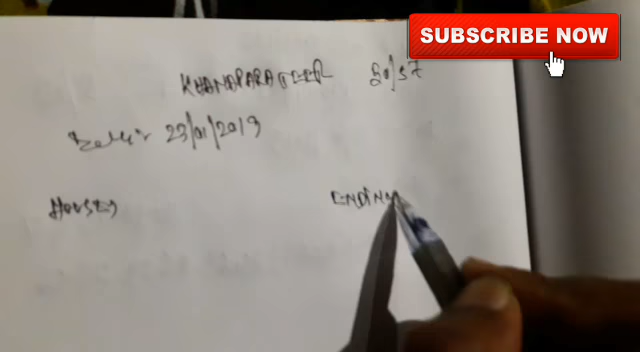 SUBSCRIBE NOW
KHANAPARA TEER
23/01/2019
HOUSE
ENDING